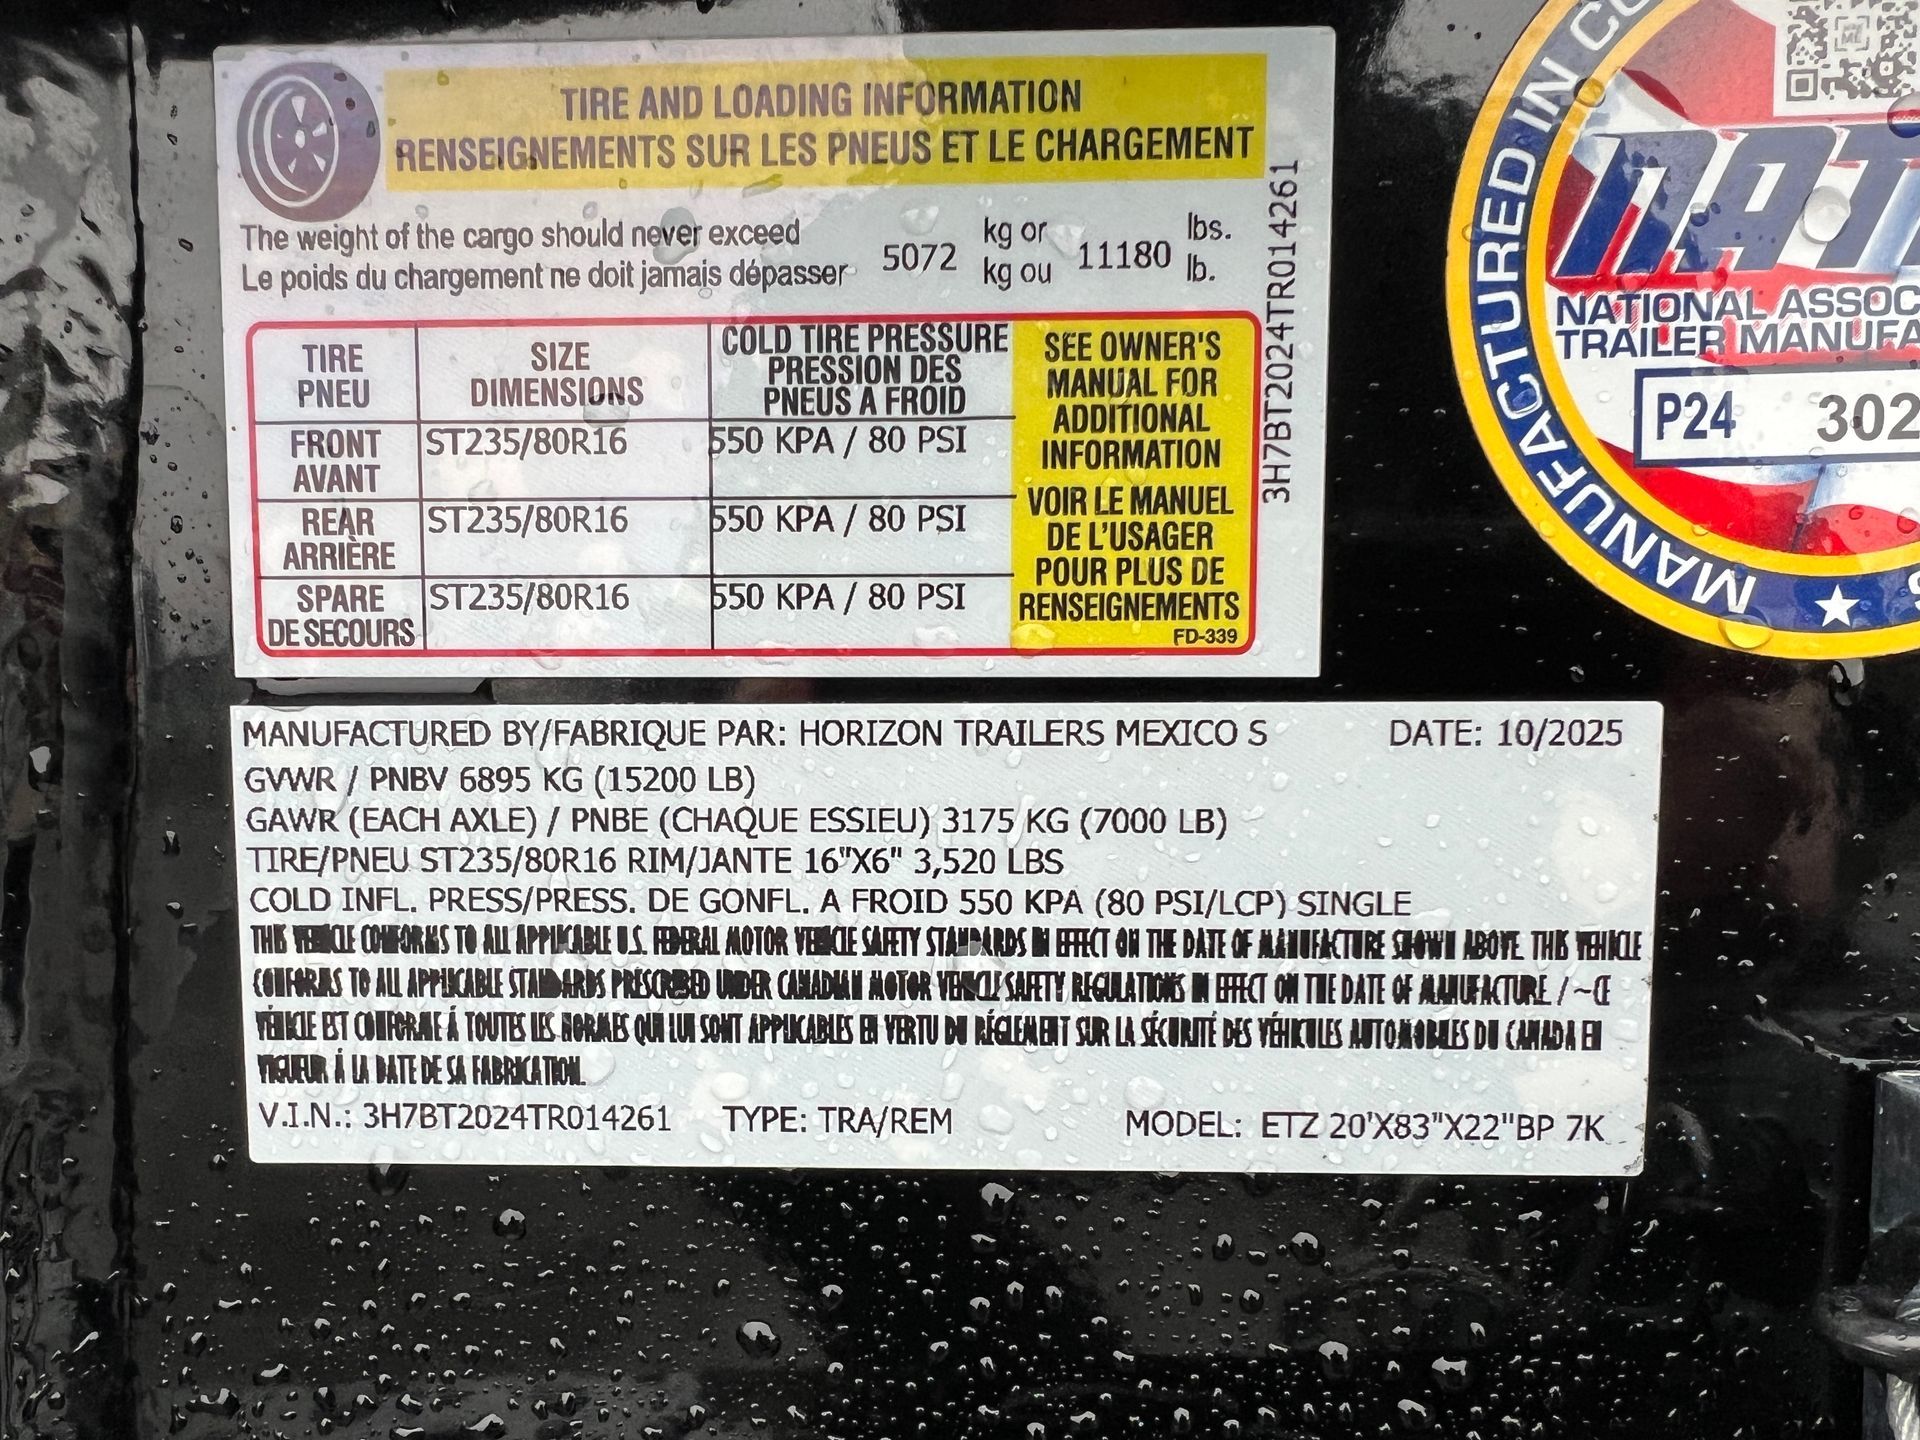 TIRE AND LOADING INFORMATION
RENSEIGNEMENTS SUR LES PNEUS ET LE CHARGEMENT
The weight of the cargo should never exceed 5072 kg or 11180 lbs.
Le poids du chargement ne doit jamais dépasser kg ou lb.
TIRE PNEU
SIZE DIMENSIONS
COLD TIRE PRESSURE
PRESSION DES
PNEUS A FROID
FRONT AVANT ST235/80R16 550 KPA / 80 PSI
REAR ARRIÈRE ST235/80R16 550 KPA / 80 PSI
SPARE DE SECOURS ST235/80R16 550 KPA / 80 PSI
SEE OWNER'S
MANUAL FOR
ADDITIONAL
INFORMATION
VOIR LE MANUEL
DE L'USAGER
POUR PLUS DE
RENSEIGNEMENTS
FD-339
3H7BT2024TR014261
MANUFACTURED BY/FABRIQUE PAR: HORIZON TRAILERS MEXICO S DATE: 10/2025
GVWR / PNBV 6895 KG (15200 LB)
GAWR (EACH AXLE) / PNBE (CHAQUE ESSIEU) 3175 KG (7000 LB)
TIRE/PNEU ST235/80R16 RIM/JANTE 16"X6" 3,520 LBS
COLD INFL. PRESS/PRESS. DE GONFL. A FROID 550 KPA (80 PSI/LCP) SINGLE
THIS VEHICLE CONFORMS TO ALL APPLICABLE U.S. FEDERAL MOTOR VEHICLE SAFETY STANDARDS IN EFFECT ON THE DATE OF MANUFACTURE SHOWN ABOVE. THIS VEHICLE
CONFORMS TO ALL APPLICABLE STANDARDS PRESCRIBED UNDER CANADIAN MOTOR VEHICLE SAFETY REGULATIONS IN EFFECT ON THE DATE OF MANUFACTURE. / ~CE
VÉHICLE EST CONFORME Á TOUTES LES NORMES QUI LUI SONT APPLICABLES EN VERTU DU RÉGLEMENT SUR LA SÉCURITÉ DES VÉHICULES AUTOMOBILES DU CANADA EN
VIGUEUR Á LA DATE DE SA FABRICATION.
V.I.N.: 3H7BT2024TR014261 TYPE: TRA/REM MODEL: ETZ 20'X83"X22"BP 7K
MANUFACTURED IN
NATIONAL
TRAILER
P24 302